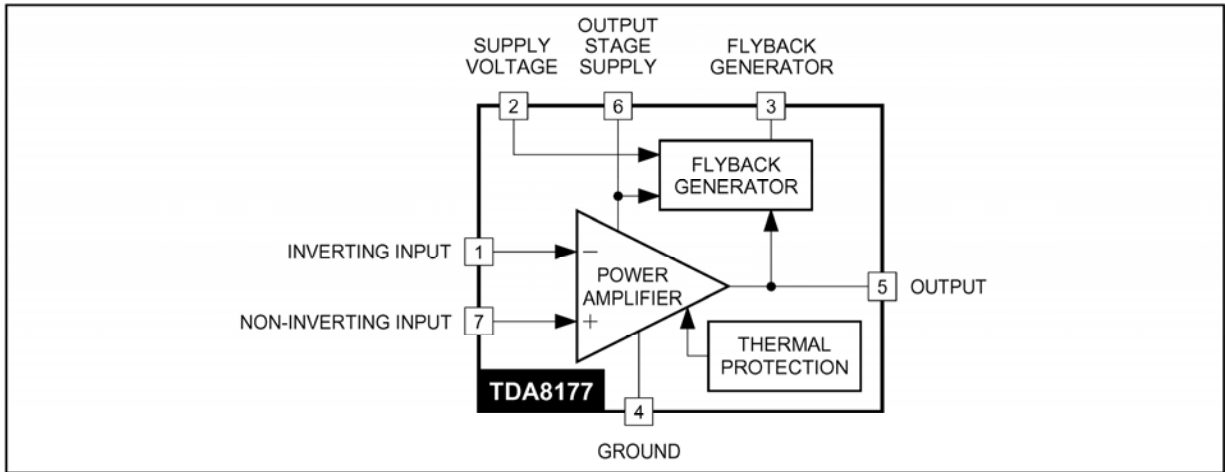 SUPPLY
VOLTAGE
OUTPUT
STAGE
SUPPLY
FLYBACK
GENERATOR
2
6
3
FLYBACK
GENERATOR
INVERTING INPUT
1
−
POWER
AMPLIFIER
5
OUTPUT
NON-INVERTING INPUT
7
+
THERMAL
PROTECTION
TDA8177
4
GROUND